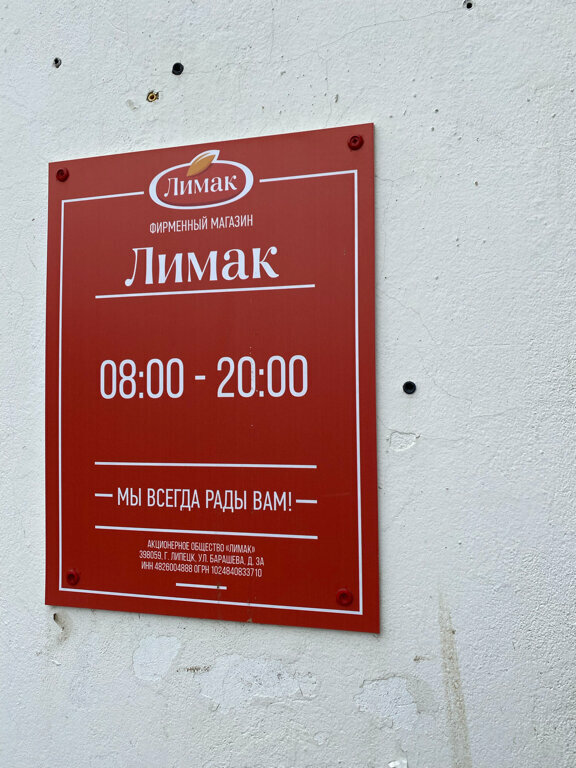 Лимак
ФИРМЕННЫЙ МАГАЗИН
Лимак
08:00 - 20:00
— МЫ ВСЕГДА РАДЫ ВАМ! —
АКЦИОНЕРНОЕ ОБЩЕСТВО «ЛИМАК»
398059, Г. ЛИПЕЦК, УЛ. БАРАШЕВА, Д. 3А
ИНН 4826004888 ОГРН 1024840833710